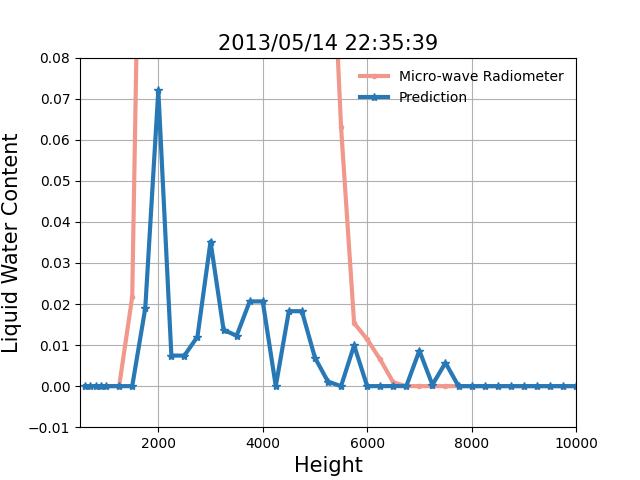 2013/05/14 22:35:39
Liquid Water Content
0.08
0.07
0.06
0.05
0.04
0.03
0.02
0.01
0.00
−0.01
Micro-wave Radiometer
Prediction
2000 4000 6000 8000 10000
Height